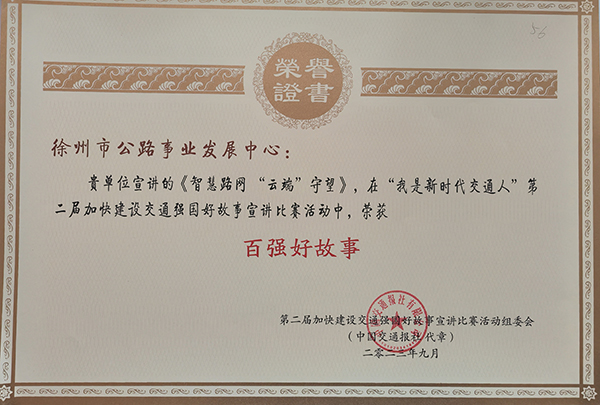 56
榮譽
證書
徐州市公路事业发展中心：
贵单位宣讲的《智慧路网“云端”守望》，在“我是新时代交通人”第
二届加快建设交通强国好故事宣讲比赛活动中，荣获
百强好故事
第二届加快建设交通强国好故事宣讲比赛活动组委会
（中国交通报社代章）
二〇二三年九月